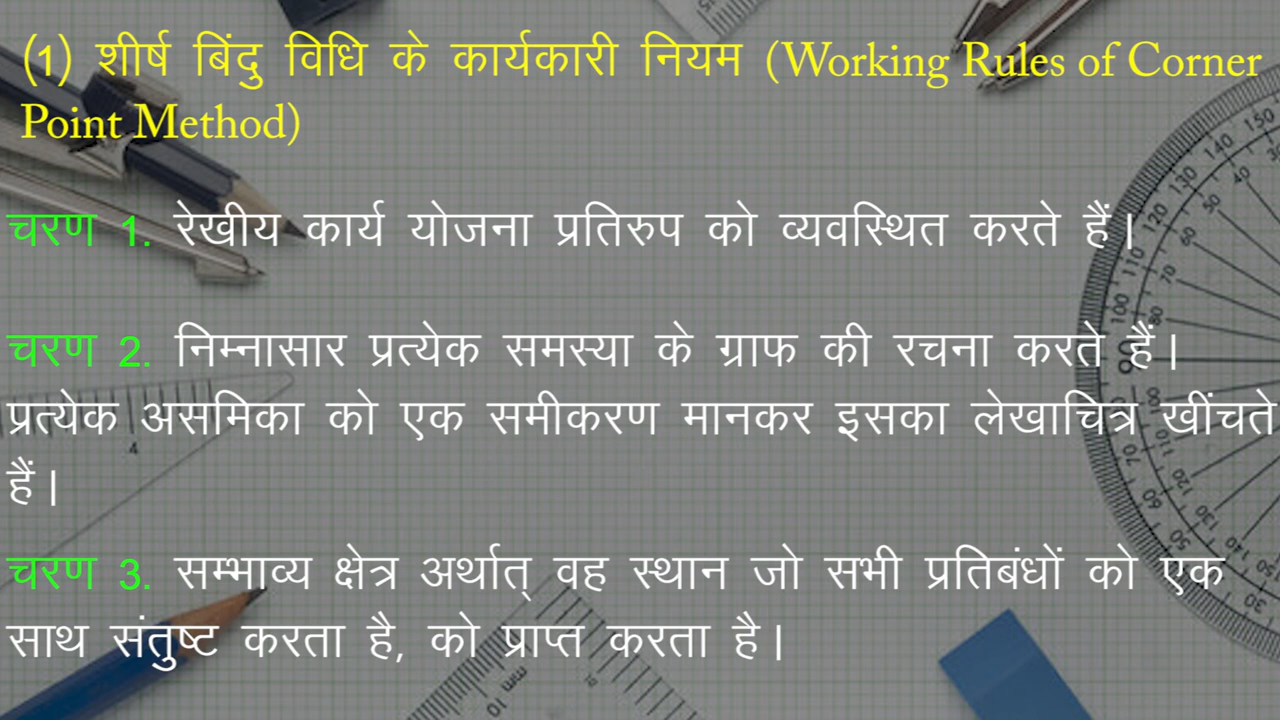 (1) शीर्ष बिंदु विधि के कार्यकारी नियम (Working Rules of Corner
Point Method)
चरण 1. रेखीय कार्य योजना प्रतिरुप को व्यवस्थित करते हैं।
चरण 2. निम्नासार प्रत्येक समस्या के ग्राफ की रचना करते हैं।
प्रत्येक असमिका को एक समीकरण मानकर इसका लेखाचित्र खींचते
हैं।
चरण 3. सम्भाव्य क्षेत्र अर्थात् वह स्थान जो सभी प्रतिबंधों को एक
साथ संतुष्ट करता है, को प्राप्त करता है।